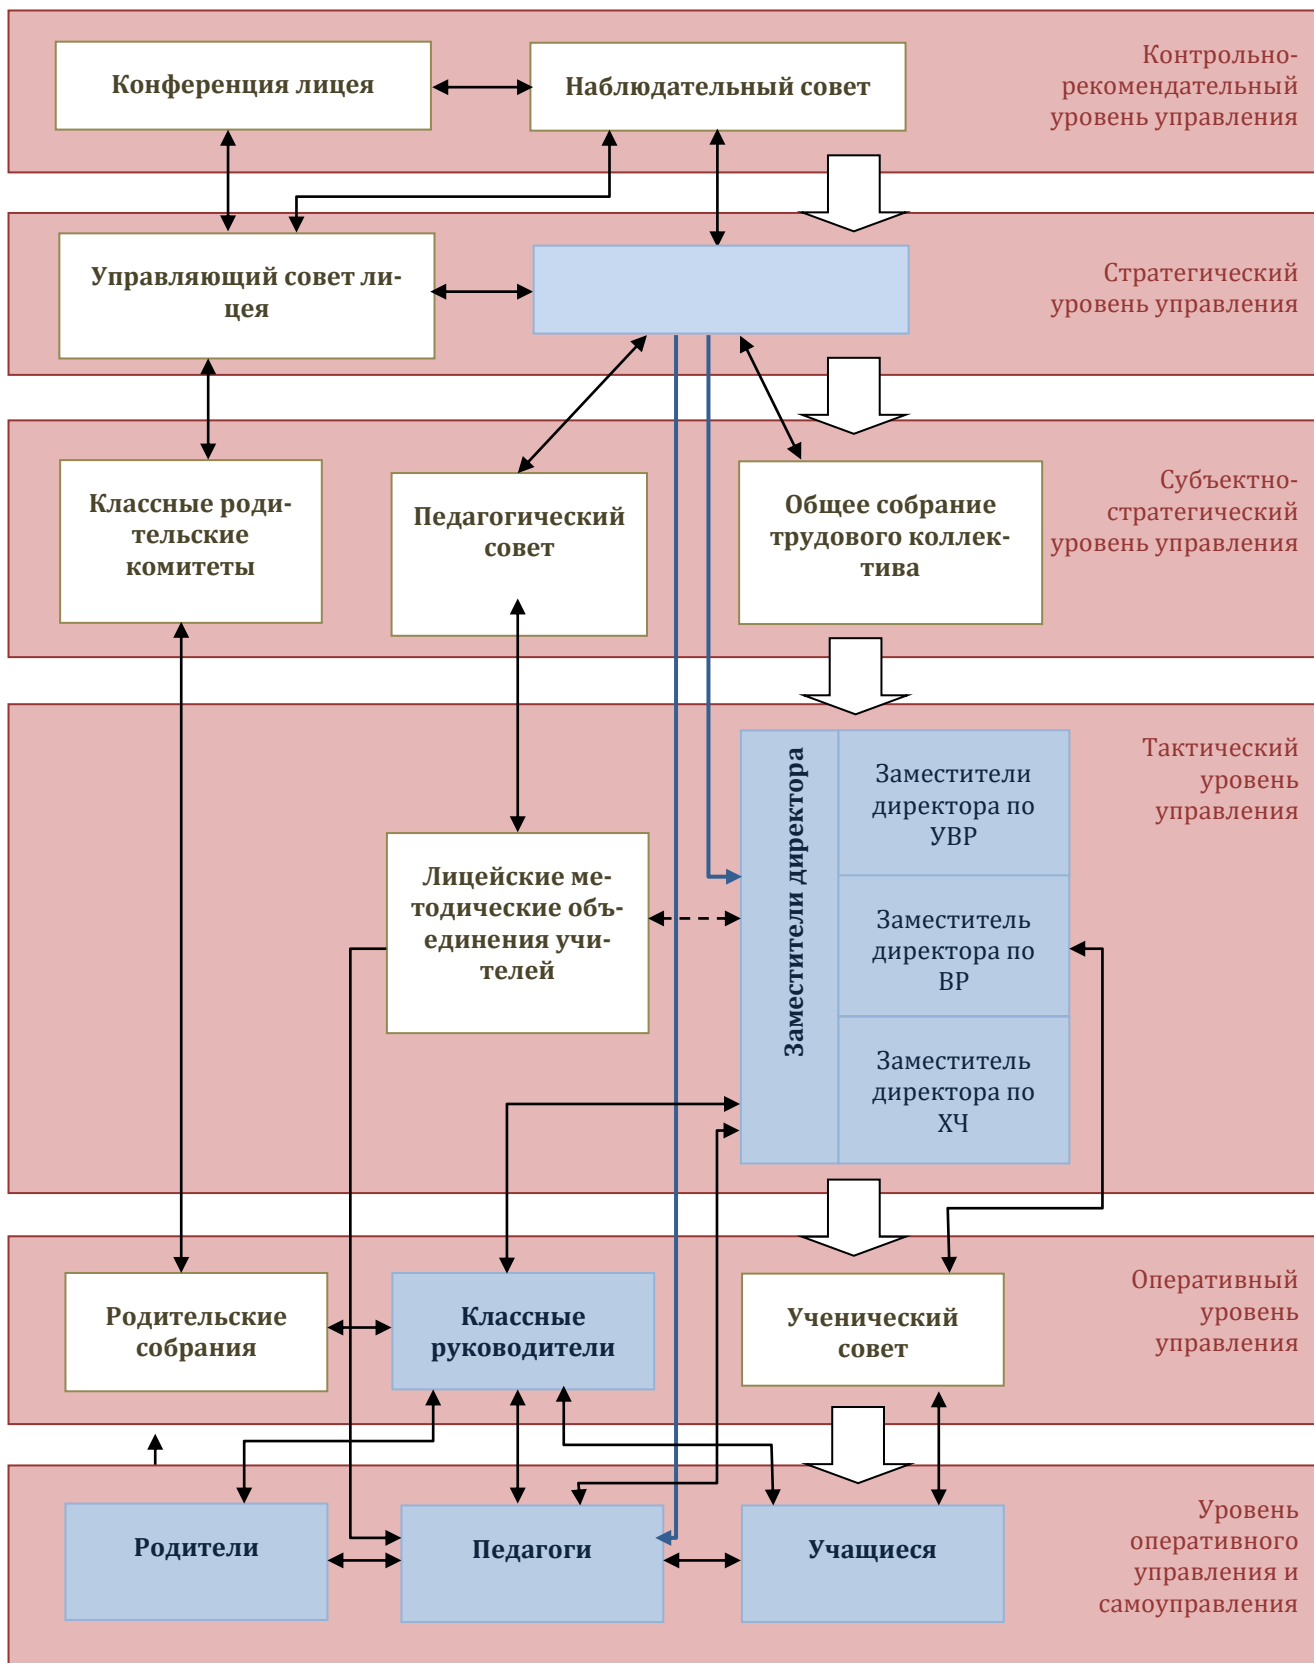 Конференция лицея
Наблюдательный совет
Контрольно-
рекомендательный
уровень управления
Управляющий совет ли-
цея
Стратегический
уровень управления
Классные роди-
тельские
комитеты
Педагогический
совет
Общее собрание
трудового коллек-
тива
Субъектно-
стратегический
уровень управления
Лицейские ме-
тодические объ-
единения учи-
телей
Заместители директора
Заместители
директора по
УВР
Заместитель
директора по
ВР
Заместитель
директора по
ХЧ
Тактический
уровень
управления
Родительские
собрания
Классные
руководители
Ученический
совет
Оперативный
уровень
управления
Родители
Педагоги
Учащиеся
Уровень
оперативного
управления и
самоуправления